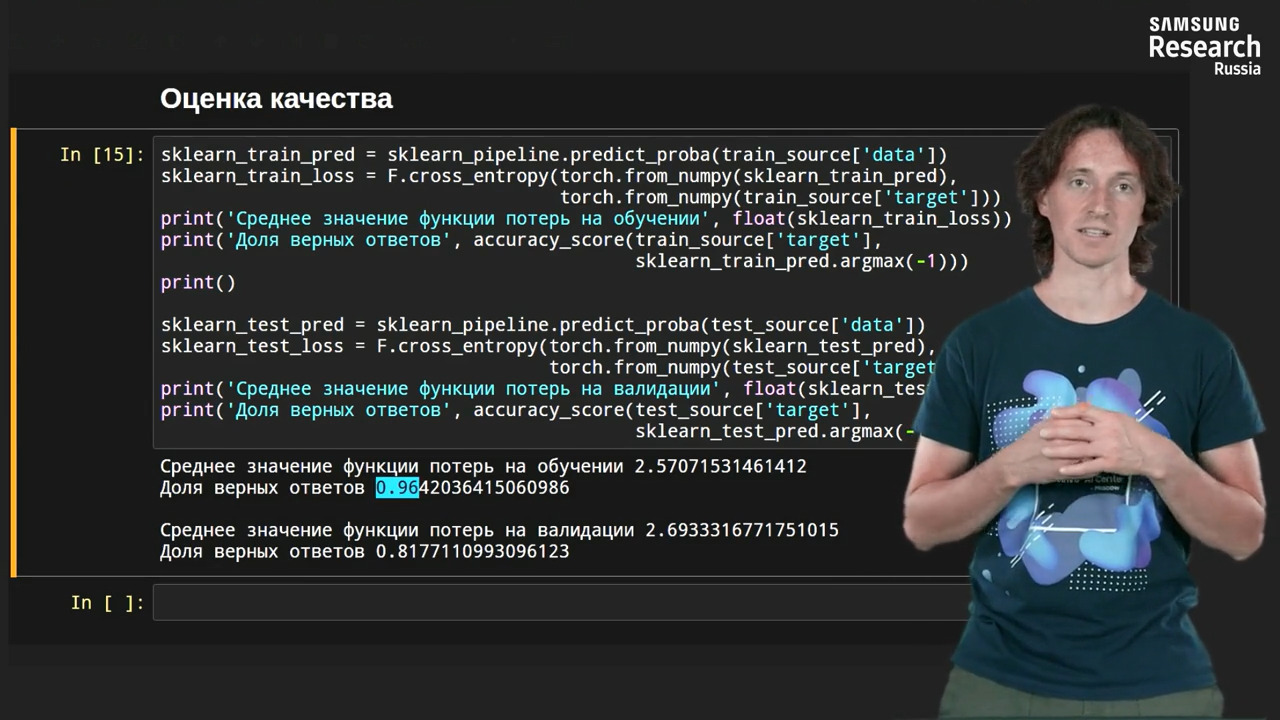 SAMSUNG
Research
Russia
Оценка качества
In [15]:
sklearn_train_pred = sklearn_pipeline.predict_proba(train_source['data'])
sklearn_train_loss = F.cross_entropy(torch.from_numpy(sklearn_train_pred),
torch.from_numpy(train_source['target']))
print('Среднее значение функции потерь на обучении', float(sklearn_train_loss))
print('Доля верных ответов', accuracy_score(train_source['target'],
sklearn_train_pred.argmax(-1)))
print()
sklearn_test_pred = sklearn_pipeline.predict_proba(test_source['data'])
sklearn_test_loss = F.cross_entropy(torch.from_numpy(sklearn_test_pred),
torch.from_numpy(test_source['target
print('Среднее значение функции потерь на валидации', float(sklearn_tes
print('Доля верных ответов', accuracy_score(test_source['target'],
sklearn_test_pred.argmax(-
Среднее значение функции потерь на обучении 2.57071531461412
Доля верных ответов 0.9642036415060986
Среднее значение функции потерь на валидации 2.6933316771751015
Доля верных ответов 0.8177110993096123
In [ ]: